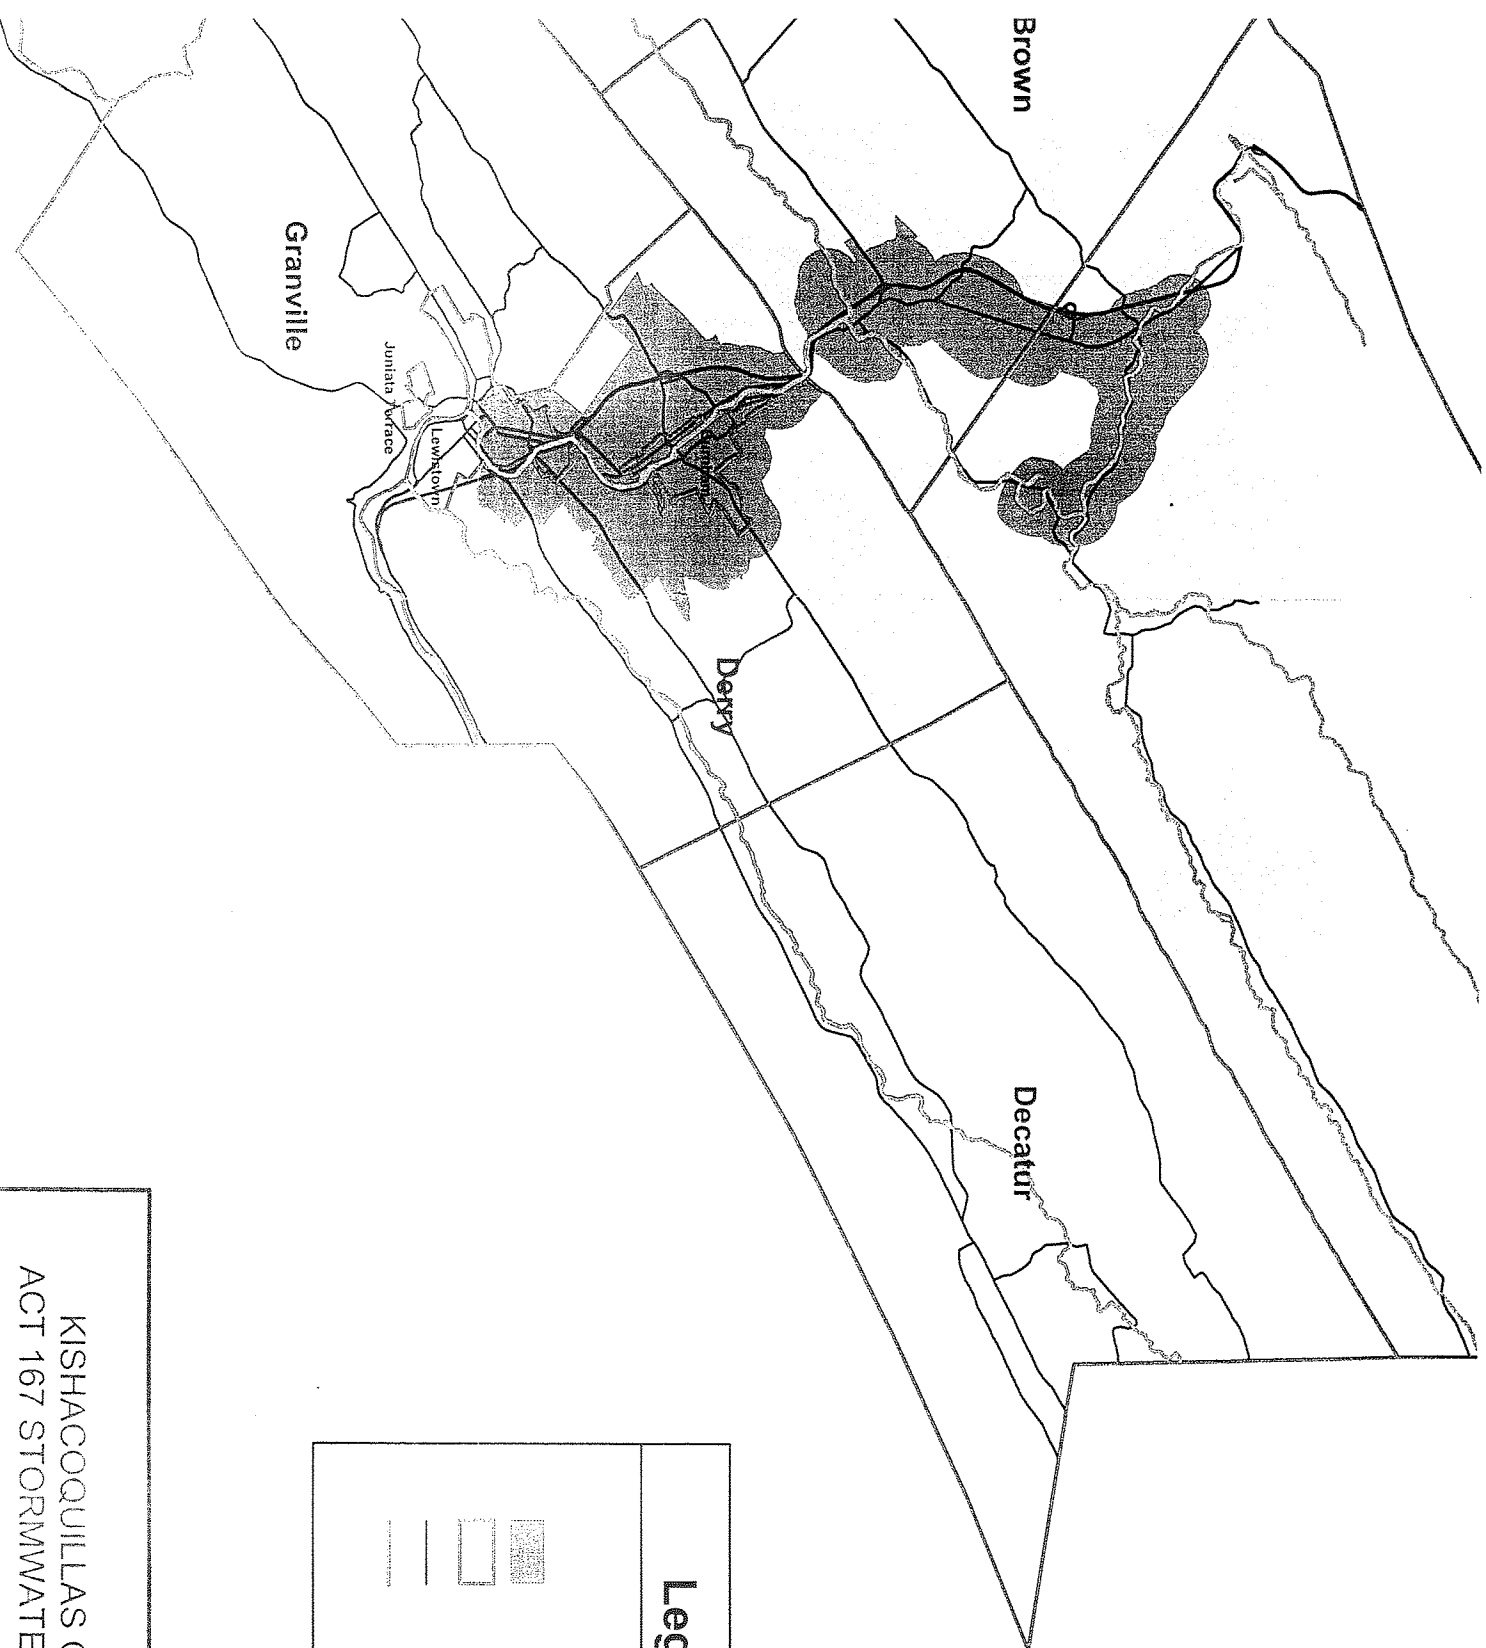 Brown
Granville
Juniata Terrace
Lewistown
Derry
Decatur
Leg
KISHACOQUILLAS C
ACT 167 STORMWATE